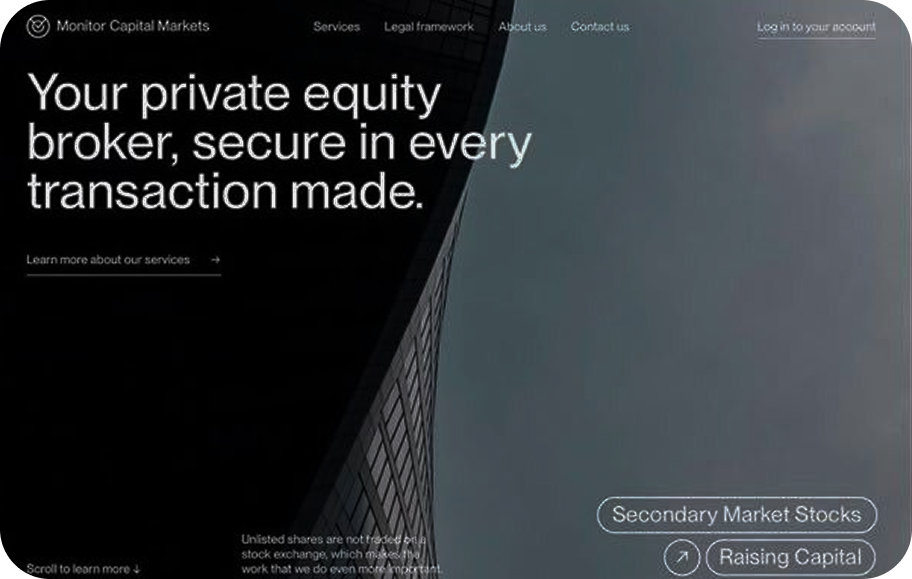 Monitor Capital Markets
Services
Legal framework
About us
Contact us
Log in to your account
Your private equity
broker, secure in every
transaction made.
Learn more about our services →
Secondary Market Stocks
↗ Raising Capital
Unlisted shares are not traded on a
stock exchange, which makes the
work that we do even more important.
Scroll to learn more ↓